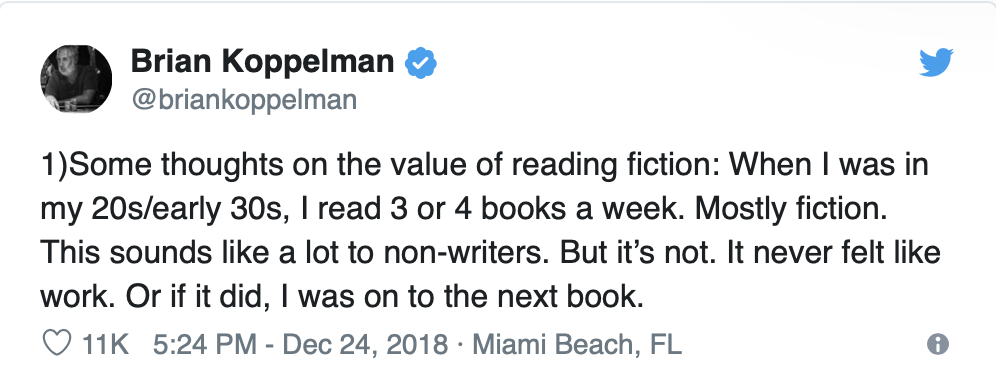 Brian Koppelman
@briankoppelman
1)Some thoughts on the value of reading fiction: When I was in
my 20s/early 30s, I read 3 or 4 books a week. Mostly fiction.
This sounds like a lot to non-writers. But it’s not. It never felt like
work. Or if it did, I was on to the next book.
11K 5:24 PM - Dec 24, 2018 · Miami Beach, FL